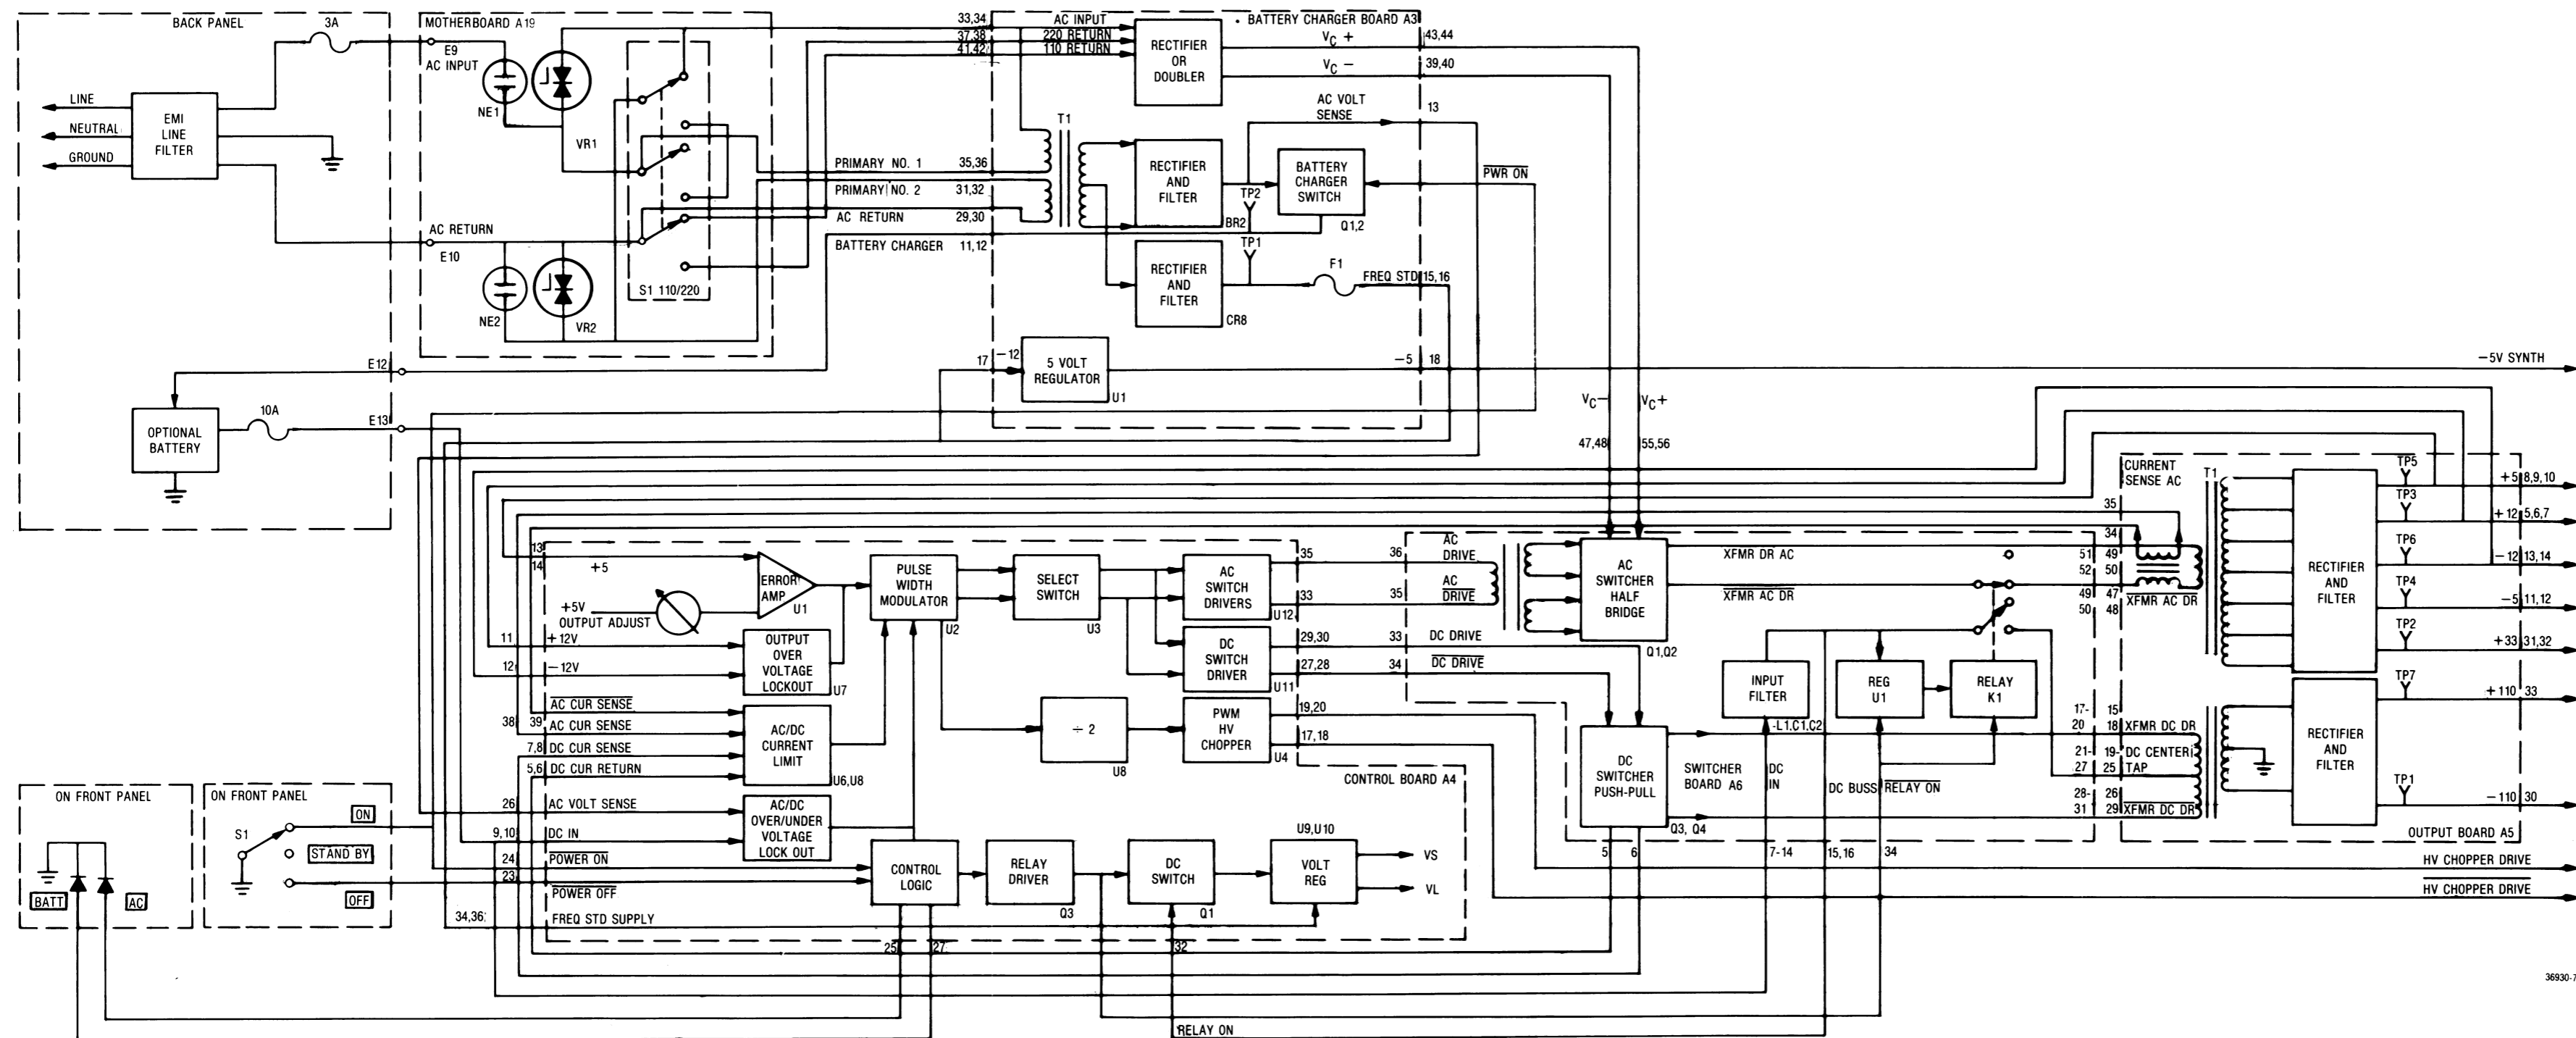 BACK PANEL
3A
LINE
NEUTRAL
GROUND
EMI
LINE
FILTER
E12
E13
10A
OPTIONAL
BATTERY
MOTHERBOARD A19
E9
AC INPUT
NE1
VR1
AC RETURN
E10
NE2
VR2
S1 110/220
33,34
37,38
41,42
PRIMARY NO. 1 35,36
PRIMARY NO. 2 31,32
AC RETURN 29,30
BATTERY CHARGER 11,12
BATTERY CHARGER BOARD A3
AC INPUT
220 RETURN
110 RETURN
RECTIFIER
OR
DOUBLER
VC +
43,44
VC −
39,40
AC VOLT
SENSE
13
T1
RECTIFIER
AND
FILTER
BR2
TP2
BATTERY
CHARGER
SWITCH
Q1,2
PWR ON
TP1
RECTIFIER
AND
FILTER
CR8
F1
FREQ STD 15,16
17 −12
5 VOLT
REGULATOR
U1
−5 18
−5V SYNTH
VC−
VC+
47,48
55,56
13
14
+5
+5V
OUTPUT ADJUST
ERROR
AMP
U1
11 +12V
12 −12V
OUTPUT
OVER
VOLTAGE
LOCKOUT
U7
PULSE
WIDTH
MODULATOR
U2
SELECT
SWITCH
U3
AC
SWITCH
DRIVERS
U12
DC
SWITCH
DRIVER
U11
35
33
29,30
27,28
÷ 2
U8
PWM
HV
CHOPPER
U4
19,20
17,18
AC CUR SENSE
38 39 AC CUR SENSE
7,8 DC CUR SENSE
5,6 DC CUR RETURN
AC/DC
CURRENT
LIMIT
U6,U8
CONTROL BOARD A4
26 AC VOLT SENSE
9,10 DC IN
24 POWER ON
23
POWER OFF
34,36 FREQ STD SUPPLY
AC/DC
OVER/UNDER
VOLTAGE
LOCK OUT
CONTROL
LOGIC
RELAY
DRIVER
Q3
DC
SWITCH
Q1
U9,U10
VOLT
REG
VS
VL
25
27
32
RELAY ON
ON FRONT PANEL
BATT
AC
ON FRONT PANEL
S1
ON
STAND BY
OFF
36
AC
DRIVE
35
AC
DRIVE
33 DC DRIVE
34 DC DRIVE
AC
SWITCHER
HALF
BRIDGE
Q1,Q2
XFMR DR AC
XFMR AC DR
51 49
52 50
49 47
50 48
INPUT
FILTER
L1,C1,C2
REG
U1
RELAY
K1
DC
SWITCHER
PUSH-PULL
Q3, Q4
SWITCHER
BOARD A6
DC
IN
DC BUSS
RELAY ON
5
6
7-14
15,16
34
CURRENT
SENSE AC
35
34
XFMR AC DR
T1
17- 15
20 18 XFMR DC DR
21- 19- DC CENTER
27 25 TAP
28- 26
31 29 XFMR DC DR
RECTIFIER
AND
FILTER
TP5
+5 8,9,10
TP3
+12 5,6,7
TP6
−12 13,14
TP4
−5 11,12
TP2
+33 31,32
RECTIFIER
AND
FILTER
TP7
+110 33
TP1
−110 30
OUTPUT BOARD A5
HV CHOPPER DRIVE
HV CHOPPER DRIVE